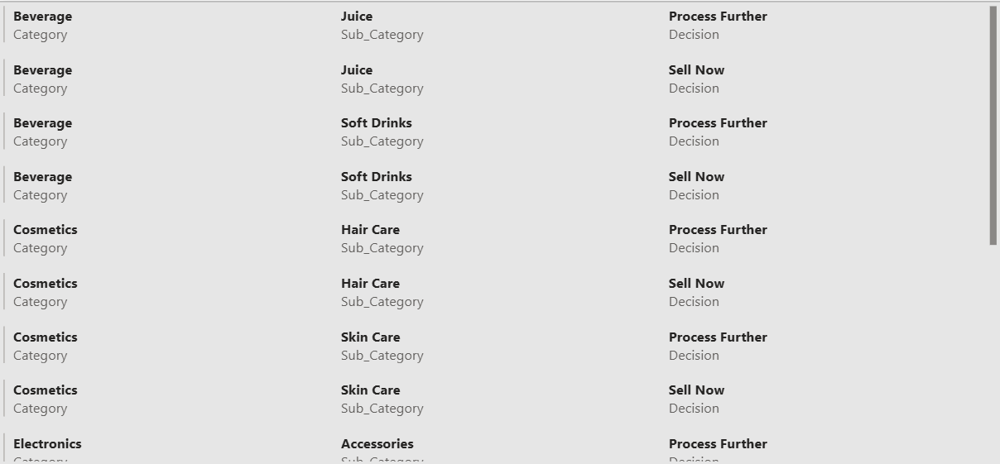 Beverage Juice Process Further
Category Sub_Category Decision
Beverage Juice Sell Now
Category Sub_Category Decision
Beverage Soft Drinks Process Further
Category Sub_Category Decision
Beverage Soft Drinks Sell Now
Category Sub_Category Decision
Cosmetics Hair Care Process Further
Category Sub_Category Decision
Cosmetics Hair Care Sell Now
Category Sub_Category Decision
Cosmetics Skin Care Process Further
Category Sub_Category Decision
Cosmetics Skin Care Sell Now
Category Sub_Category Decision
Electronics Accessories Process Further
Category Sub_Category Decision